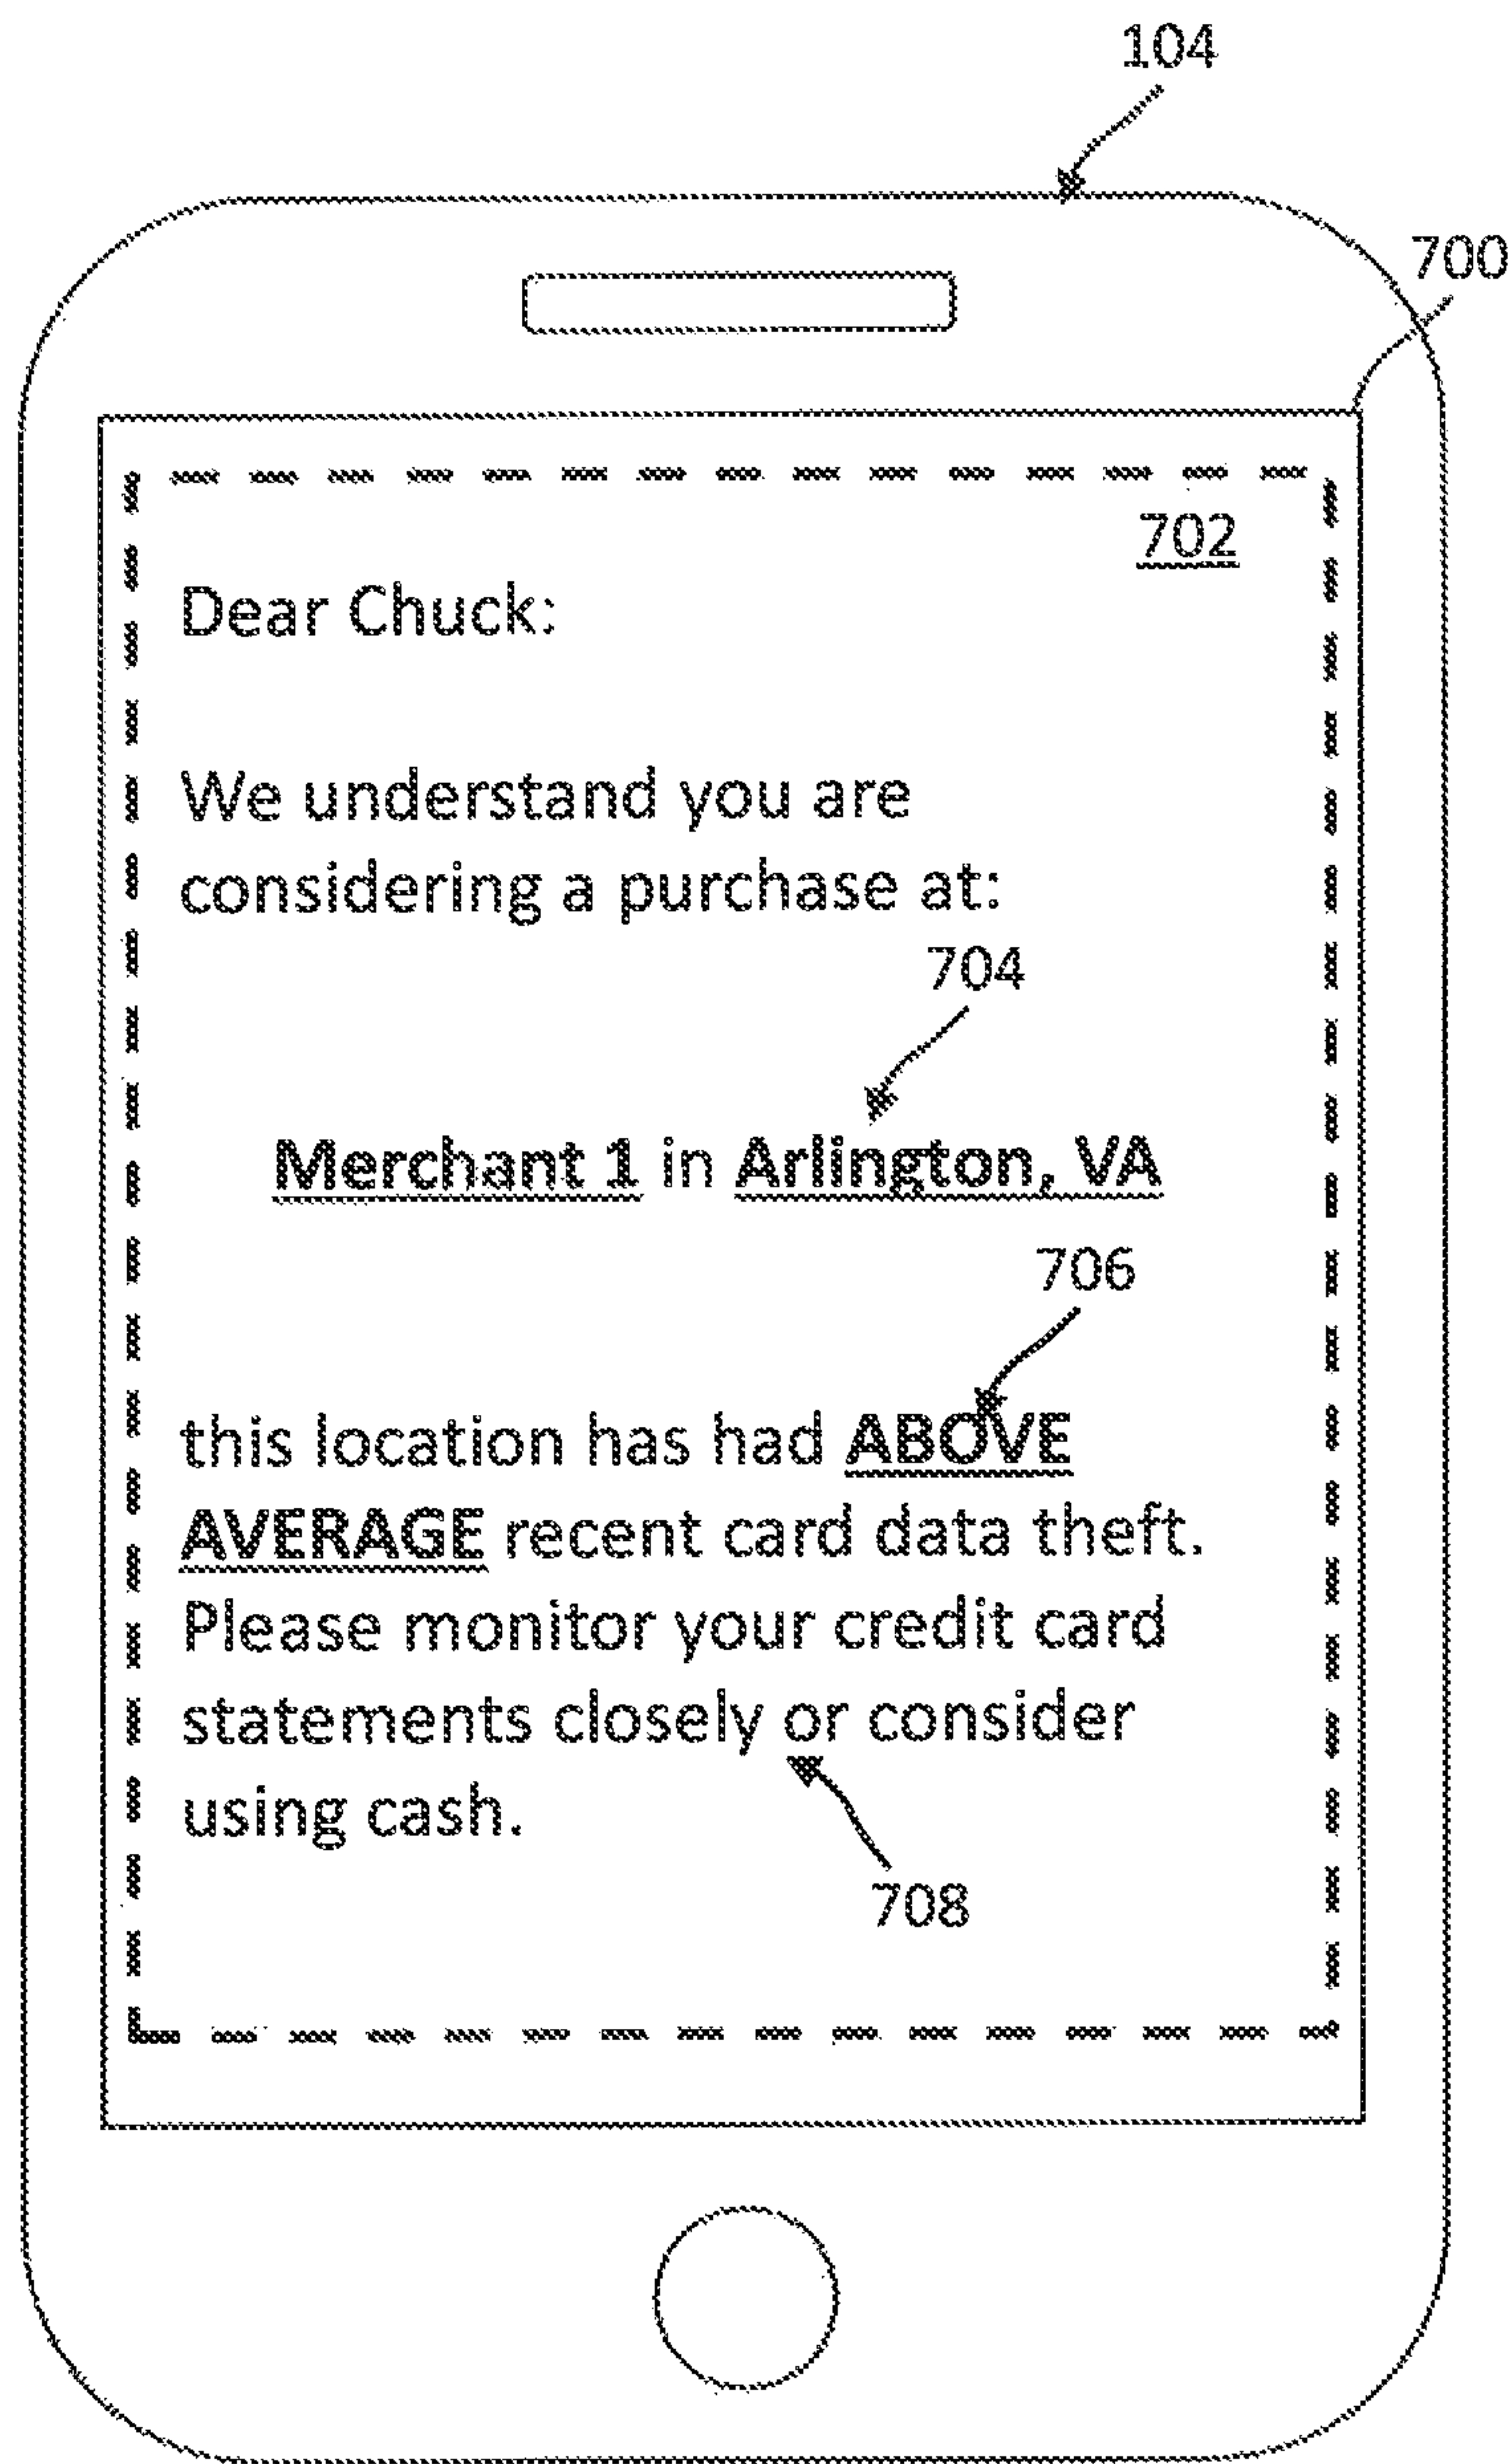 104
700
702
Dear Chuck:
We understand you are
considering a purchase at:
704
Merchant 1 in Arlington, VA
706
this location has had ABOVE
AVERAGE recent card data theft.
Please monitor your credit card
statements closely or consider
using cash.
708